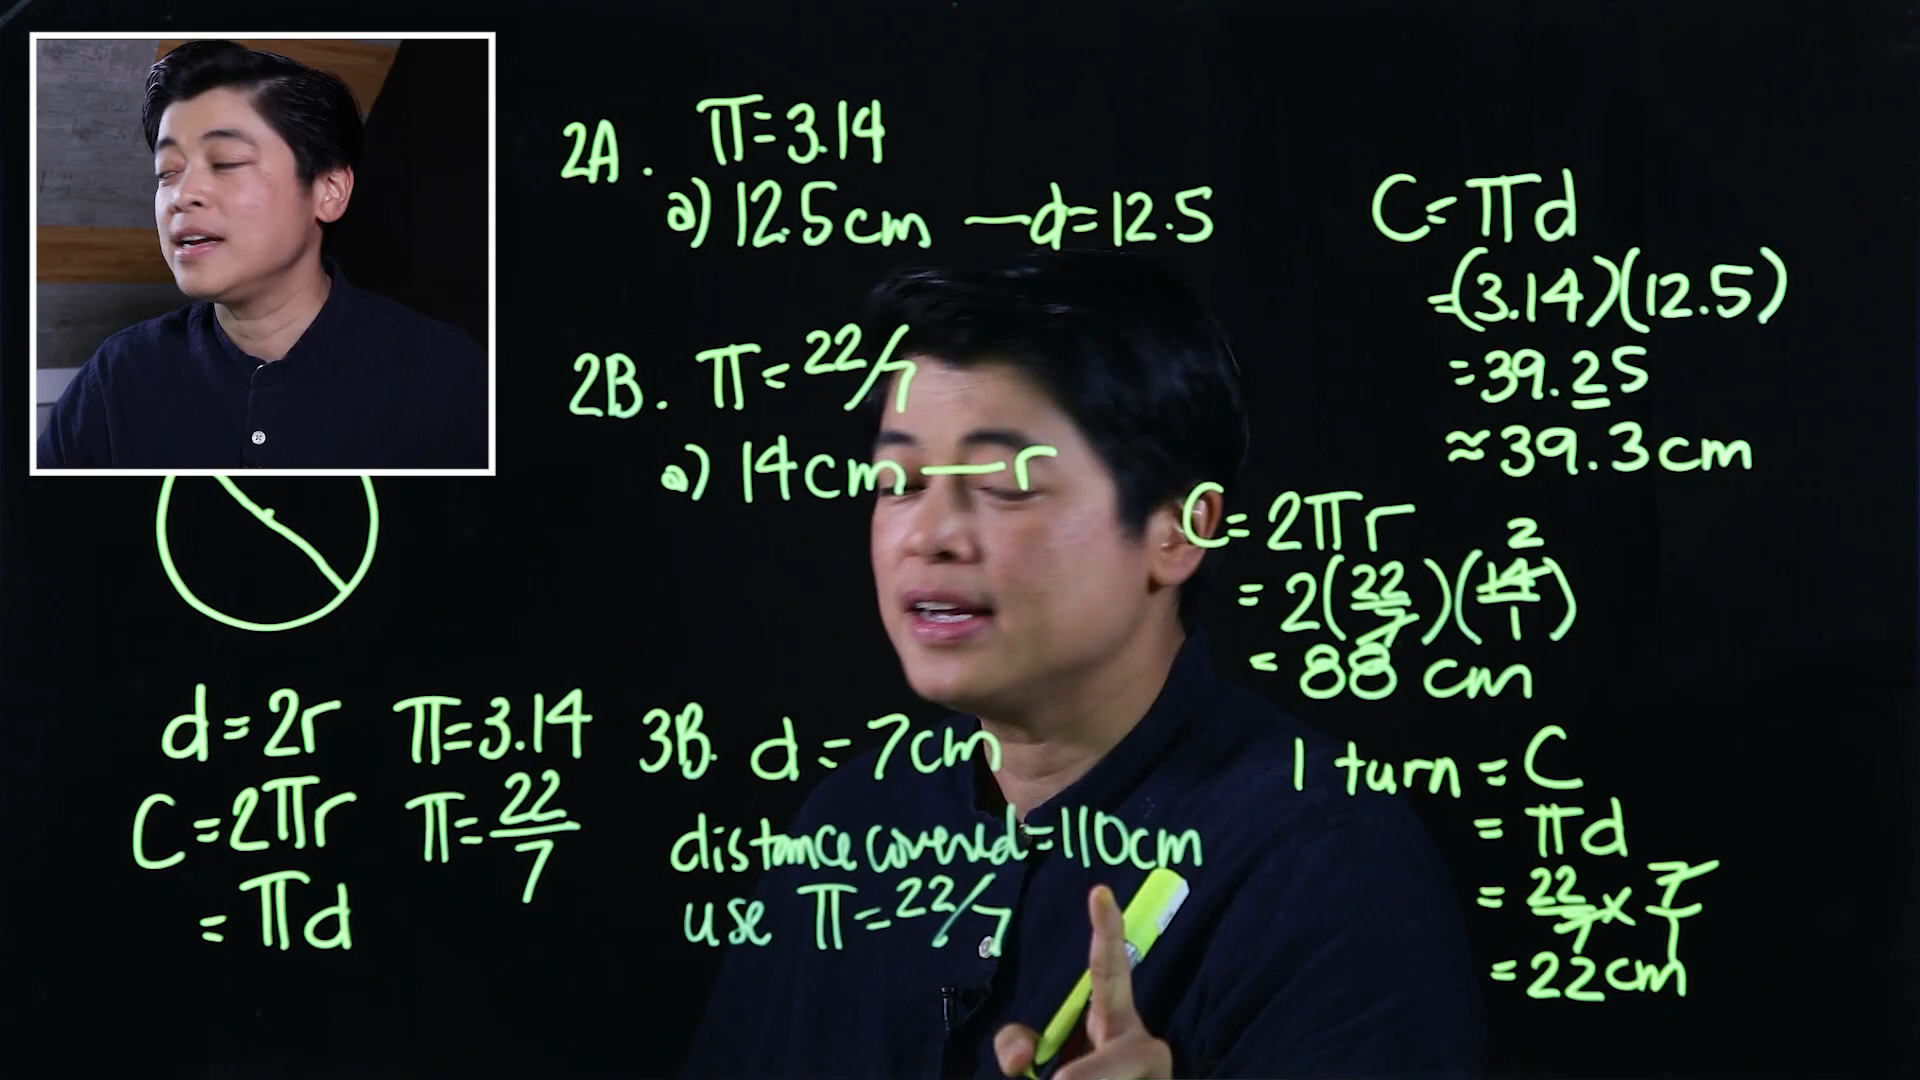 2A. π=3.14
a) 12.5cm — d=12.5
C=πd
=(3.14)(12.5)
=39.25
≈39.3cm
2B. π=22/7
a) 14cm — r
C=2πr
2
=2(22/7)(14/1)
=88 cm
d=2r
C=2πr
=πd
π=3.14
π=22/7
3B. d=7cm
distance covered=110cm
use π=22/7
1 turn=C
=πd
=22/7×7/1
=22cm